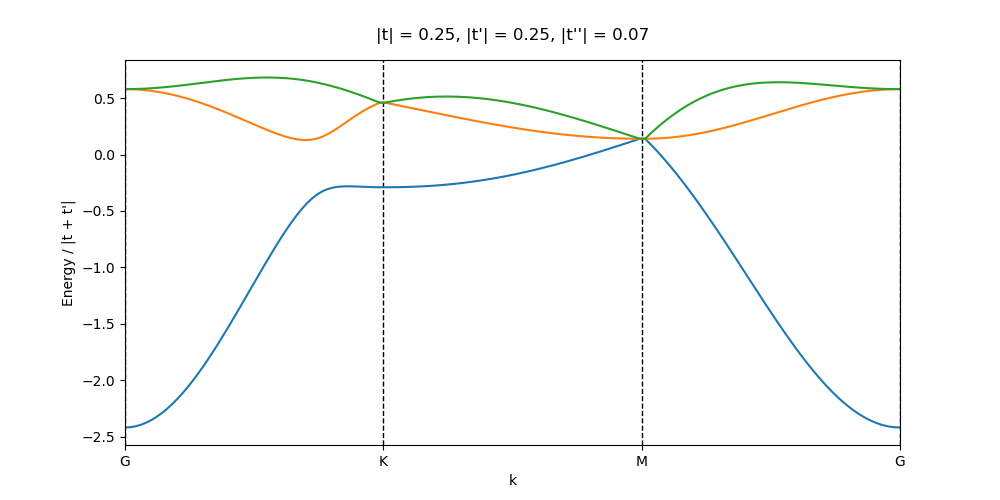 |t| = 0.25, |t'| = 0.25, |t''| = 0.07
Energy / |t + t'|
0.5
0.0
−0.5
−1.0
−1.5
−2.0
−2.5
G K M G
k